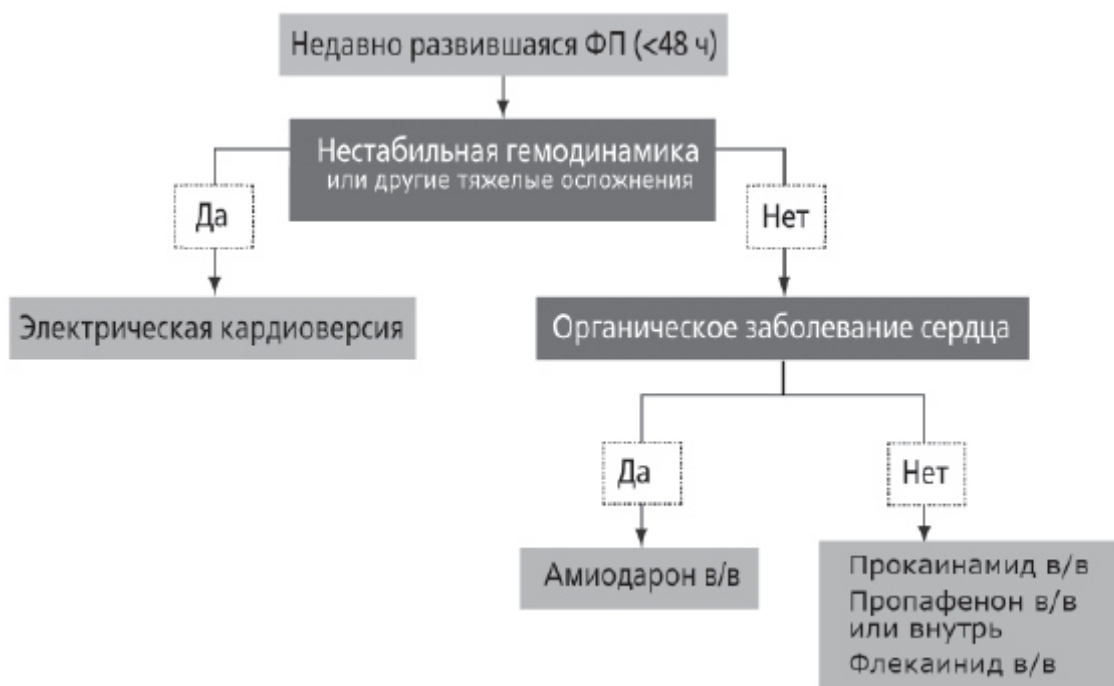 Недавно развившаяся ФП (<48 ч)
Нестабильная гемодинамика
или другие тяжелые осложнения
Да
Нет
Электрическая кардиоверсия
Органическое заболевание сердца
Да
Нет
Амиодарон в/в
Прокаинамид в/в
Пропафенон в/в
или внутрь
Флекаинид в/в